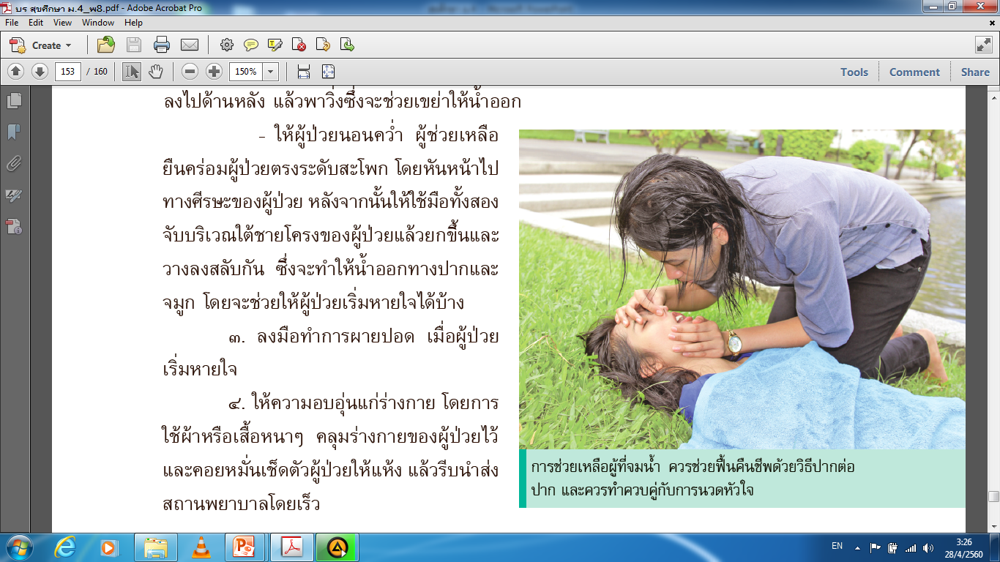 บร สุขศึกษา ม.4_พ8.pdf - Adobe Acrobat Pro
File Edit View Window Help
Create
153 / 160 150% Tools Comment Share
ลงไปด้านหลัง แล้วพาวิ่งซึ่งจะช่วยเขย่าให้น้ำออก
- ให้ผู้ป่วยนอนคว่ำ ผู้ช่วยเหลือ
ยืนคร่อมผู้ป่วยตรงระดับสะโพก โดยหันหน้าไป
ทางศีรษะของผู้ป่วย หลังจากนั้นให้ใช้มือทั้งสอง
จับบริเวณใต้ชายโครงของผู้ป่วยแล้วยกขึ้นและ
วางลงสลับกัน ซึ่งจะทำให้น้ำออกทางปากและ
จมูก โดยจะช่วยให้ผู้ป่วยเริ่มหายใจได้บ้าง
๓. ลงมือทำการผายปอด เมื่อผู้ป่วย
เริ่มหายใจ
๔. ให้ความอบอุ่นแก่ร่างกาย โดยการ
ใช้ผ้าหรือเสื้อหนาๆ คลุมร่างกายของผู้ป่วยไว้
และคอยหมั่นเช็ดตัวผู้ป่วยให้แห้ง แล้วรีบนำส่ง
สถานพยาบาลโดยเร็ว
การช่วยเหลือผู้ที่จมน้ำ ควรช่วยฟื้นคืนชีพด้วยวิธีปากต่อ
ปาก และควรทำควบคู่กับการนวดหัวใจ
EN
3:26
28/4/2560